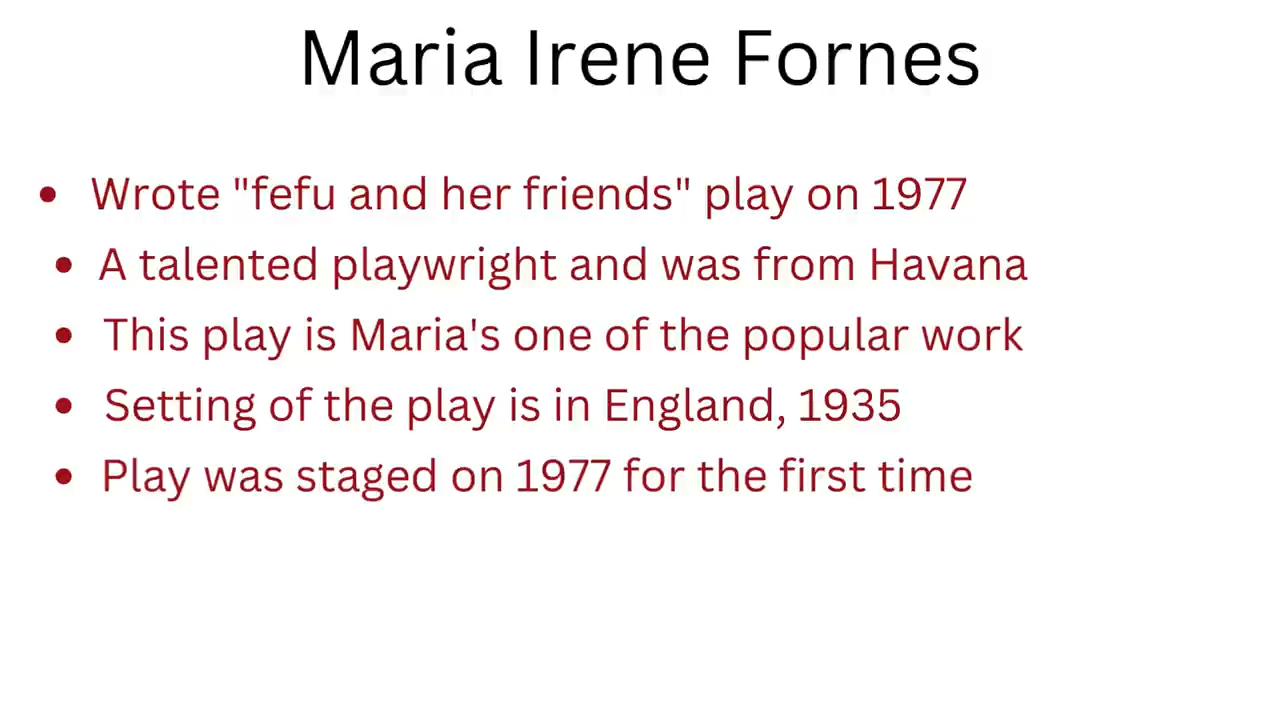 Maria Irene Fornes
• Wrote "fefu and her friends" play on 1977
• A talented playwright and was from Havana
• This play is Maria's one of the popular work
• Setting of the play is in England, 1935
• Play was staged on 1977 for the first time